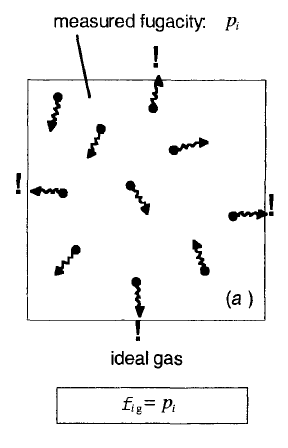 measured fugacity: pᵢ
!
!
!
(a)
!
ideal gas
fᵢg = pᵢ